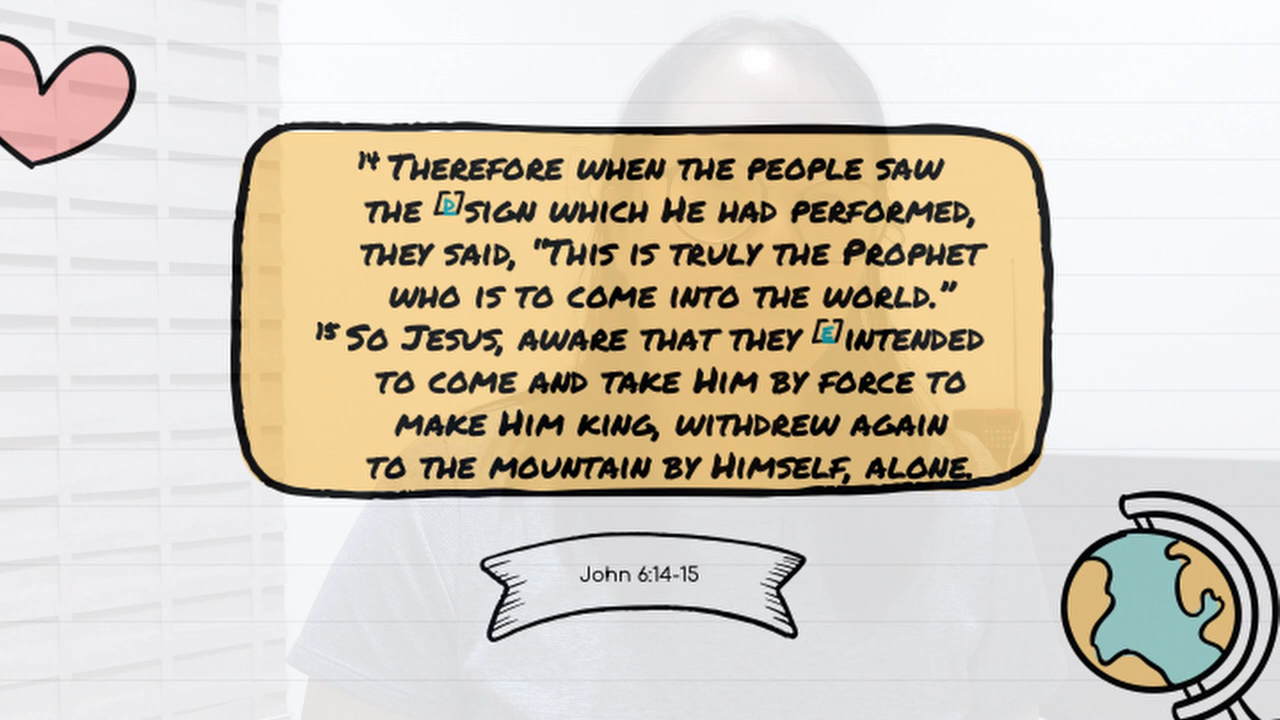 14 Therefore when the people saw
the [D]sign which He had performed,
they said, “This is truly the Prophet
who is to come into the world.”
15 So Jesus, aware that they [E]intended
to come and take Him by force to
make Him king, withdrew again
to the mountain by Himself, alone.
John 6:14-15